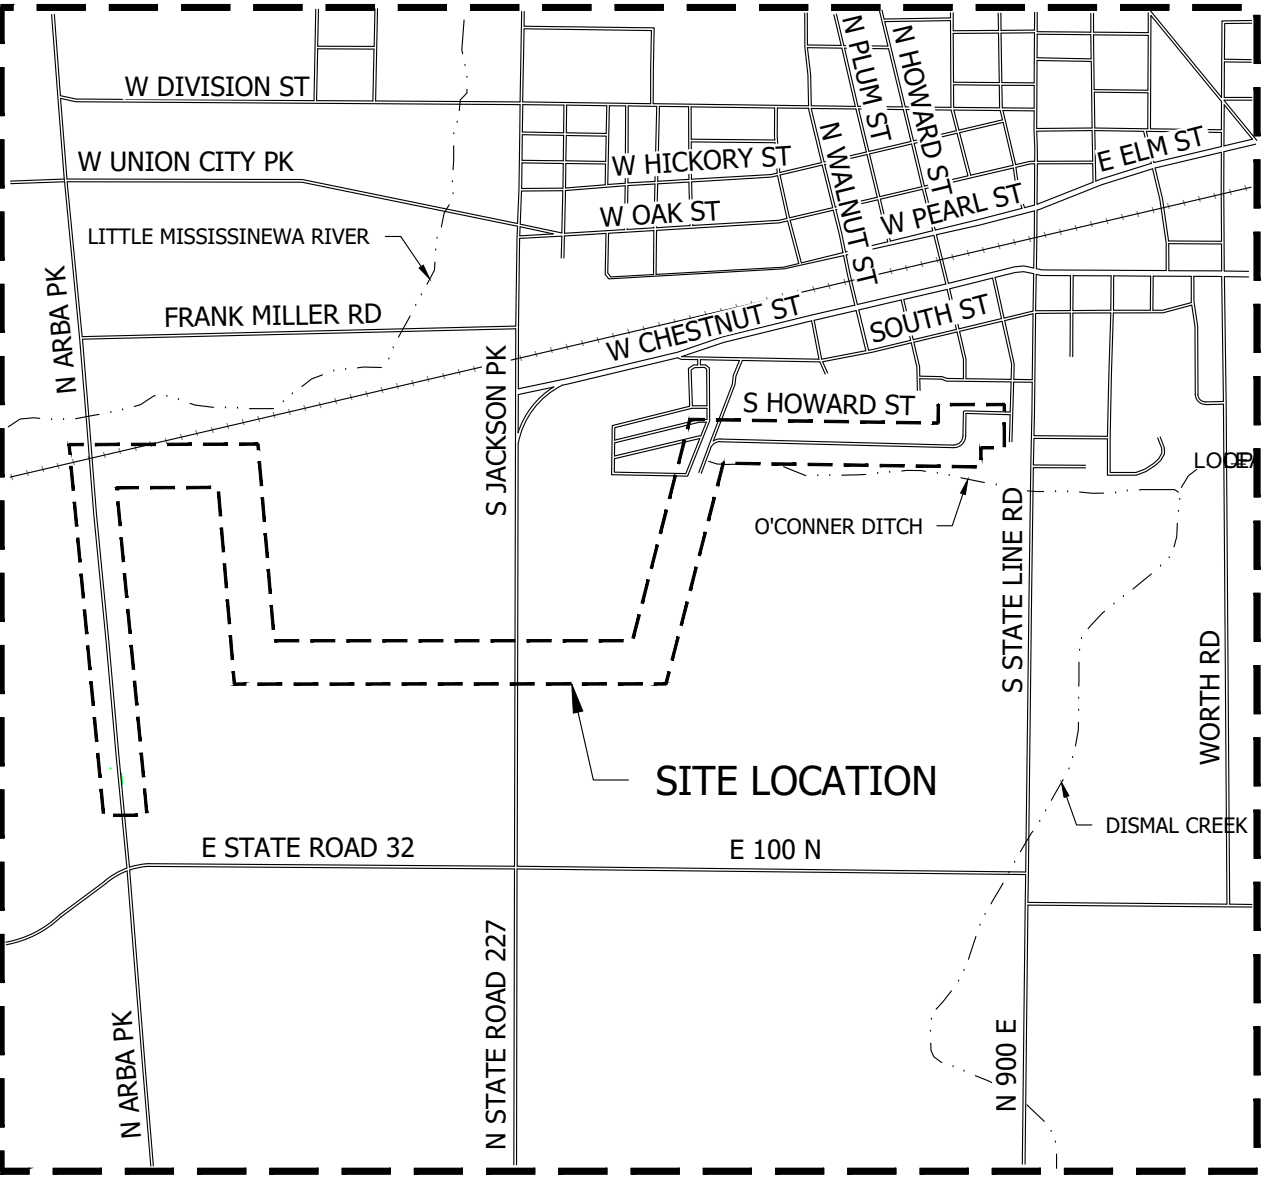 N PLUM ST
N HOWARD ST
W DIVISION ST
W UNION CITY PK
W HICKORY ST
N WALNUT ST
E ELM ST
W OAK ST
W PEARL ST
LITTLE MISSISSINEWA RIVER
N ARBA PK
FRANK MILLER RD
W CHESTNUT ST
SOUTH ST
S JACKSON PK
S HOWARD ST
O'CONNER DITCH
S STATE LINE RD
WORTH RD
SITE LOCATION
DISMAL CREEK
E STATE ROAD 32
E 100 N
N STATE ROAD 227
N ARBA PK
N 900 E